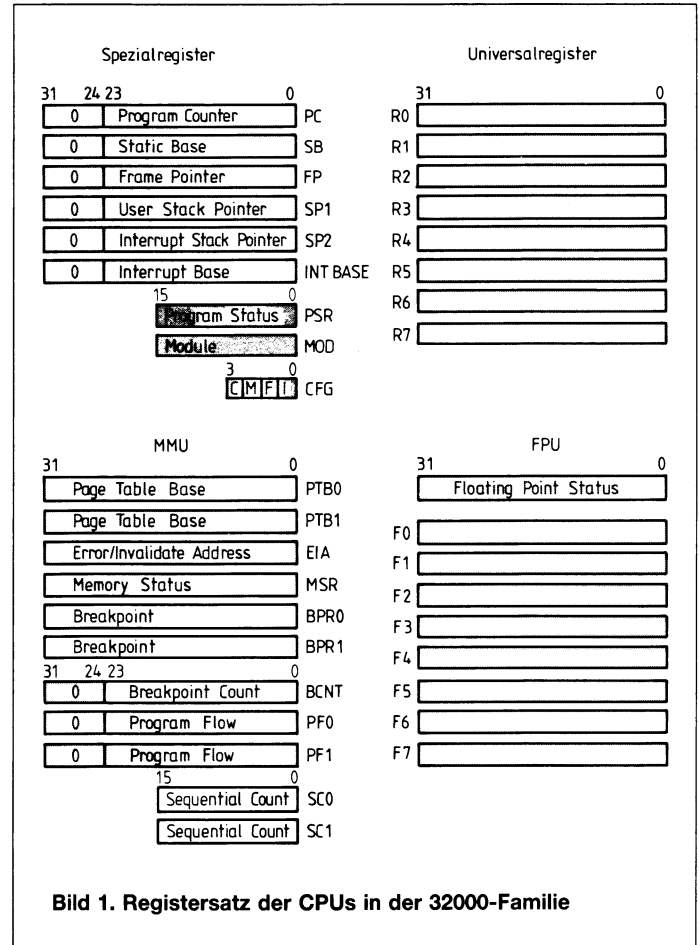 Spezialregister
31 24 23 0
0 Program Counter PC
0 Static Base SB
0 Frame Pointer FP
0 User Stack Pointer SP1
0 Interrupt Stack Pointer SP2
0 Interrupt Base INT BASE
15 0
Program Status PSR
Module MOD
3 0
C M F I CFG
Universalregister
31 0
R0
R1
R2
R3
R4
R5
R6
R7
MMU
31 0
Page Table Base PTB0
Page Table Base PTB1
Error/Invalidate Address EIA
Memory Status MSR
Breakpoint BPR0
Breakpoint BPR1
31 24 23 0
0 Breakpoint Count BCNT
0 Program Flow PF0
0 Program Flow PF1
15 0
Sequential Count SC0
Sequential Count SC1
FPU
31 0
Floating Point Status
F0
F1
F2
F3
F4
F5
F6
F7
Bild 1. Registersatz der CPUs in der 32000-Familie